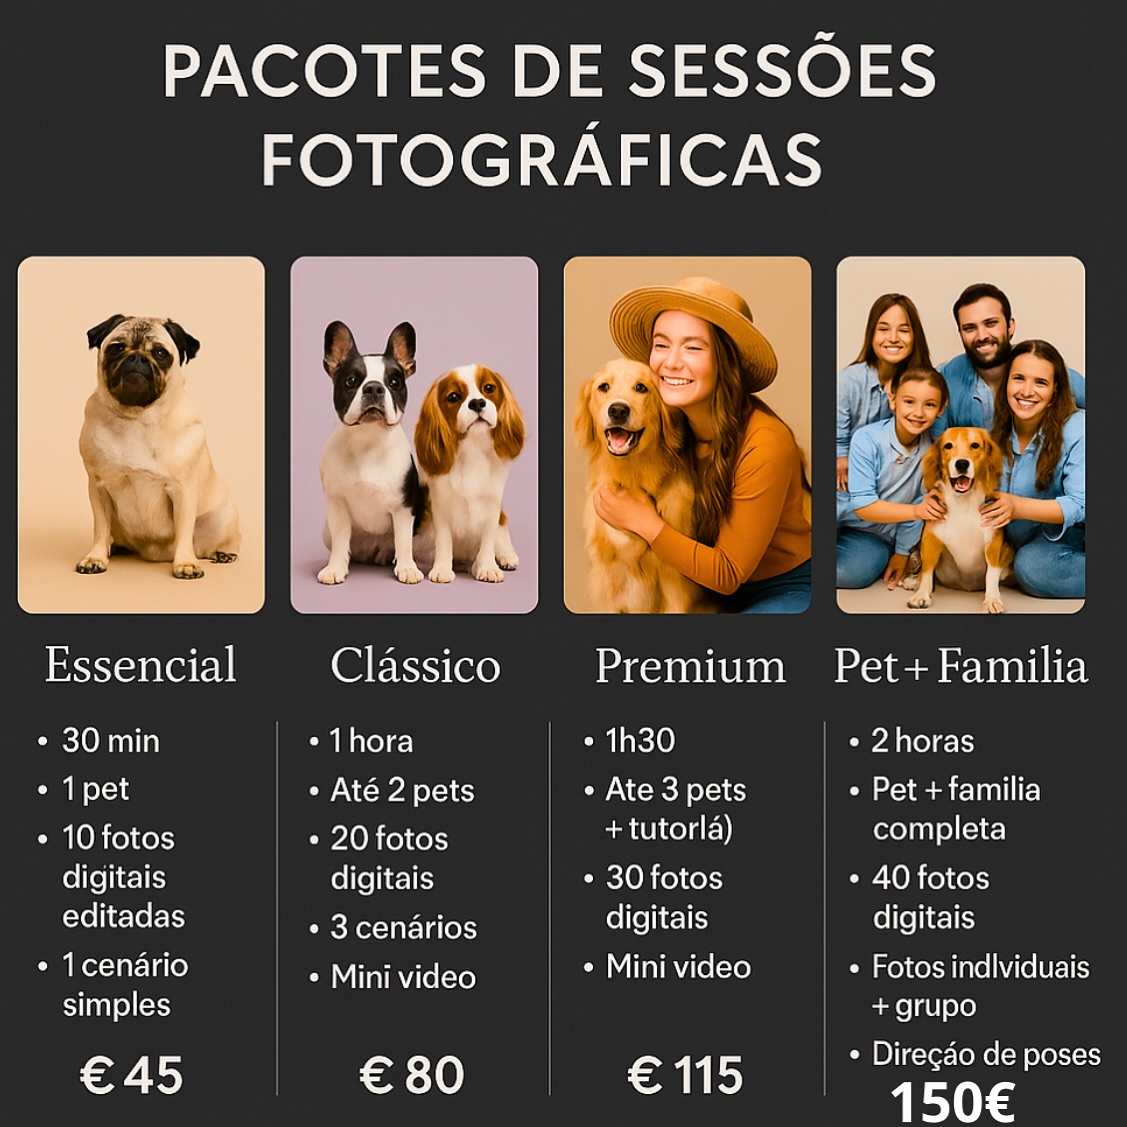 PACOTES DE SESSÕES
FOTOGRÁFICAS
Essencial
• 30 min
• 1 pet
• 10 fotos
digitais
editadas
• 1 cenário
simples
€ 45
Clássico
• 1 hora
• Até 2 pets
• 20 fotos
digitais
• 3 cenários
• Mini video
€ 80
Premium
• 1h30
• Ate 3 pets
+ tutorlá)
• 30 fotos
digitais
• Mini video
€ 115
Pet + Familia
• 2 horas
• Pet + familia
completa
• 40 fotos
digitais
• Fotos indlviduais
+ grupo
• Direçáo de poses
150€